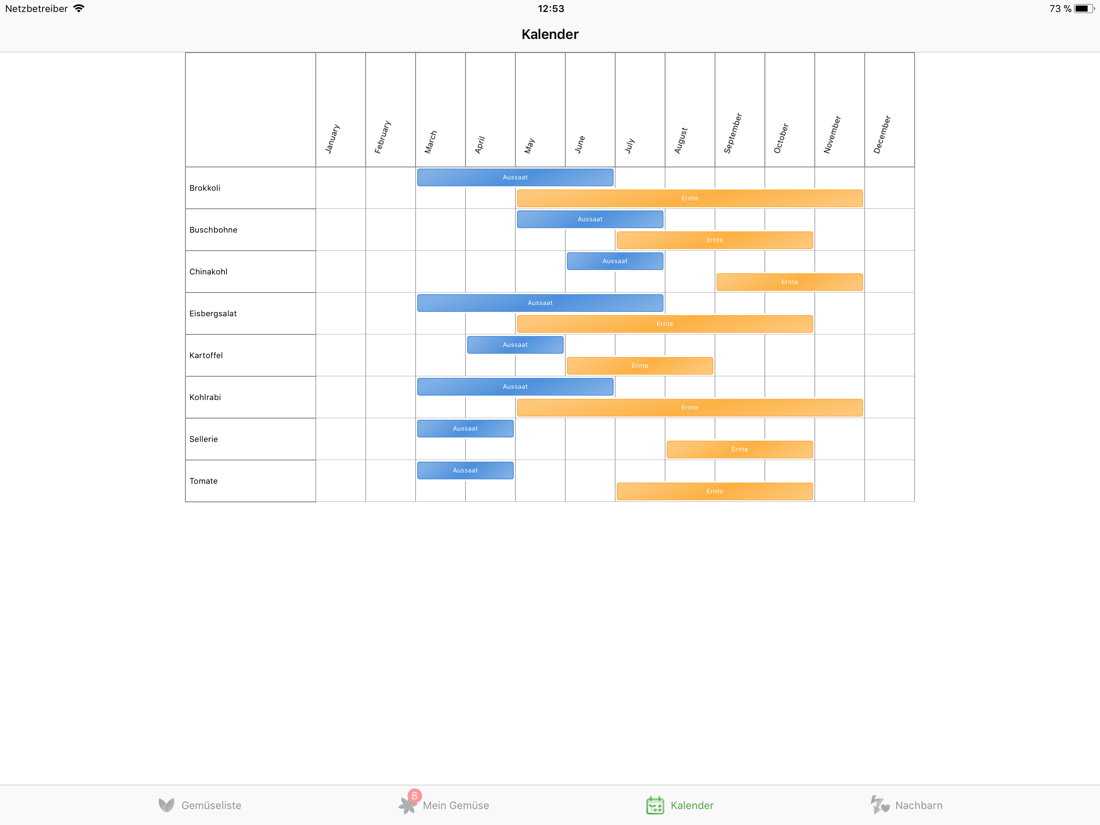 Netzbetreiber 12:53 73 %
Kalender
January February March April May June July August September October November December
Brokkoli Aussaat
Ernte
Buschbohne Aussaat
Ernte
Chinakohl Aussaat
Ernte
Eisbergsalat Aussaat
Ernte
Kartoffel Aussaat
Ernte
Kohlrabi Aussaat
Ernte
Sellerie Aussaat
Ernte
Tomate Aussaat
Ernte
Gemüseliste 8 Mein Gemüse Kalender Nachbarn